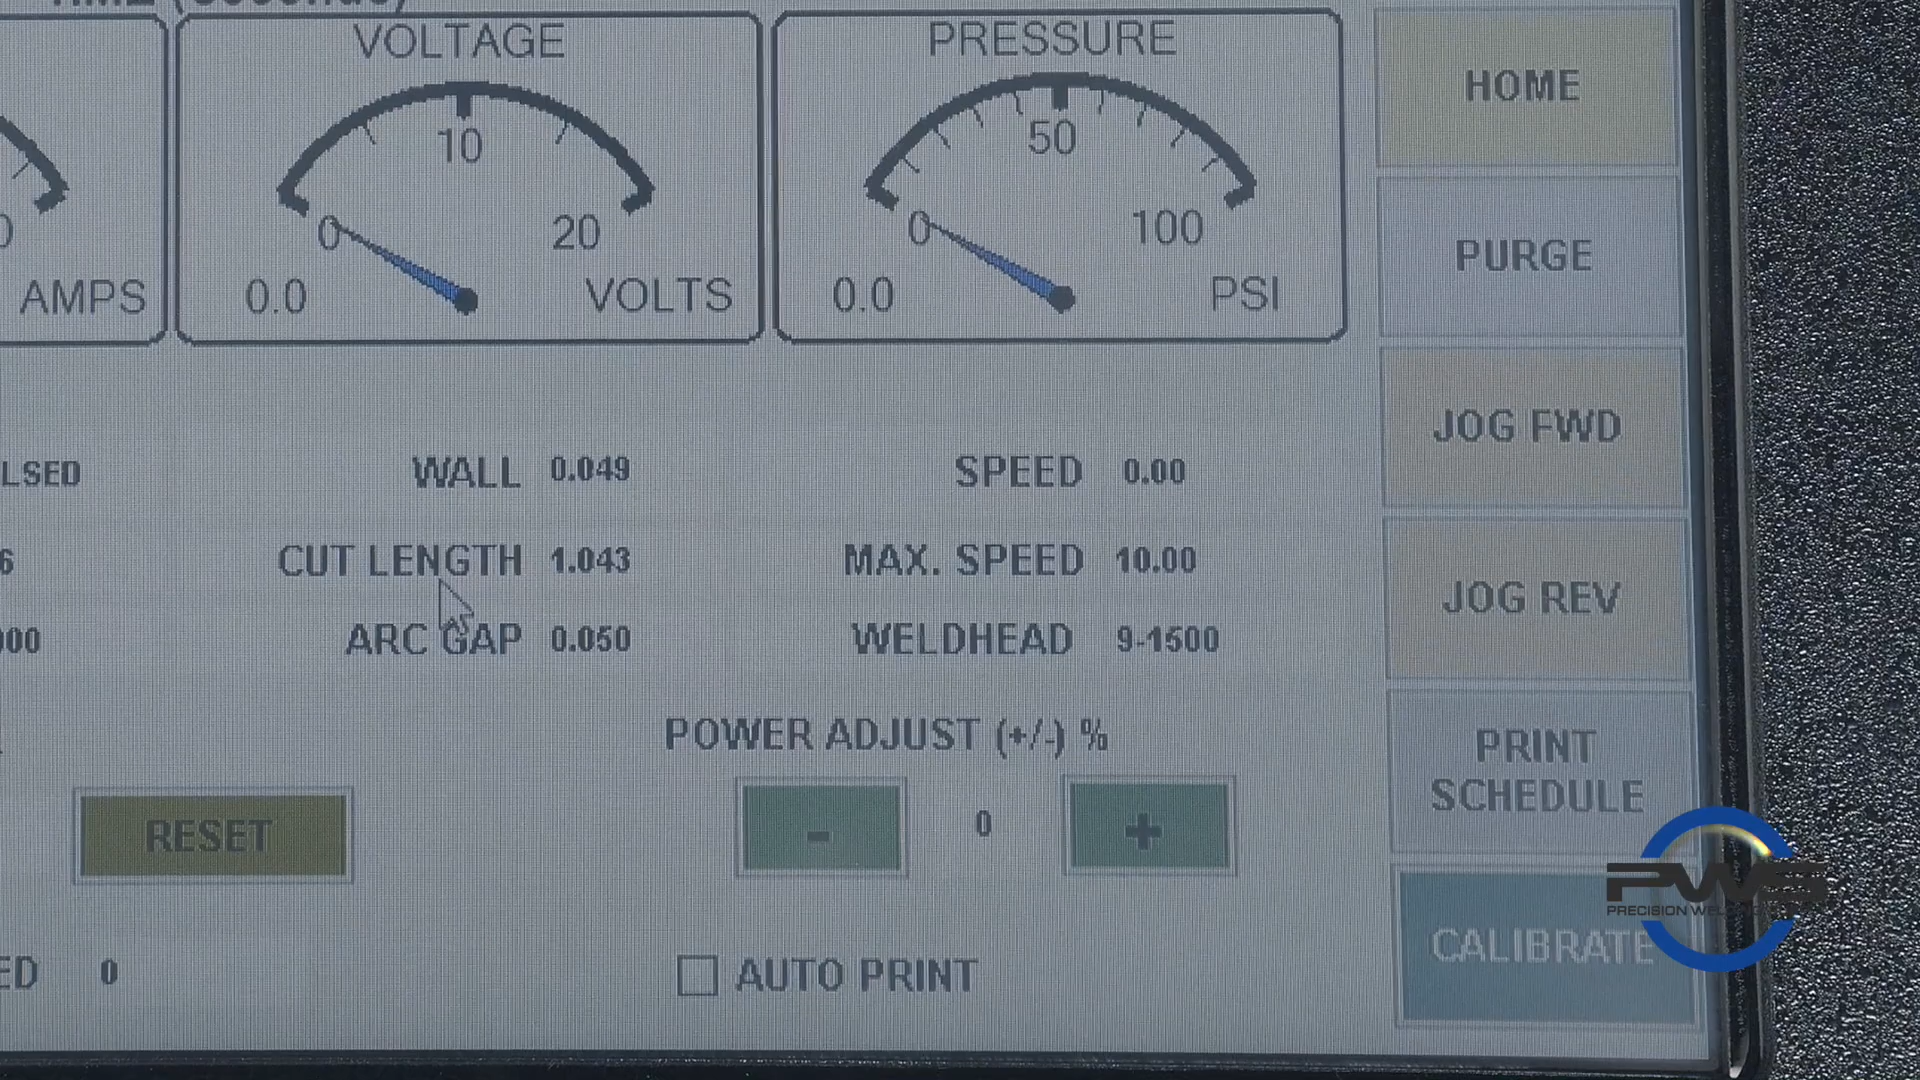 TIME (seconds)
VOLTAGE
10
0
20
0.0
VOLTS
PRESSURE
50
0
100
0.0
PSI
0
AMPS
HOME
PURGE
JOG FWD
JOG REV
PRINT
SCHEDULE
CALIBRATE
LSED
WALL 0.049
SPEED 0.00
6
CUT LENGTH 1.043
MAX. SPEED 10.00
000
ARC GAP 0.050
WELDHEAD 9-1500
POWER ADJUST (+/-) %
RESET
- 0 +
ED 0
AUTO PRINT
PWS
PRECISION